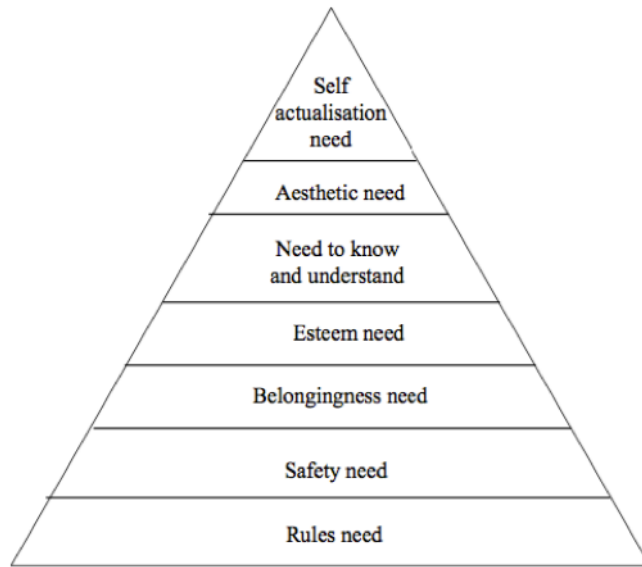 Self
actualisation
need
Aesthetic need
Need to know
and understand
Esteem need
Belongingness need
Safety need
Rules need